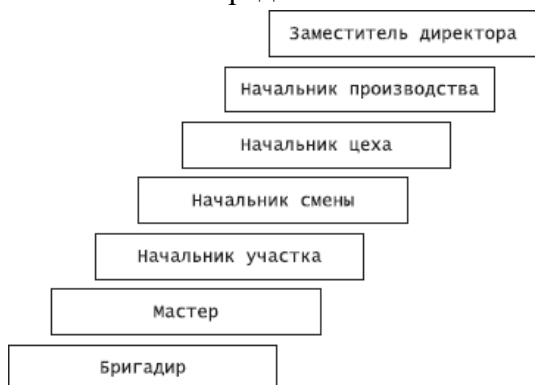 Заместитель директора
Начальник производства
Начальник цеха
Начальник смены
Начальник участка
Мастер
Бригадир